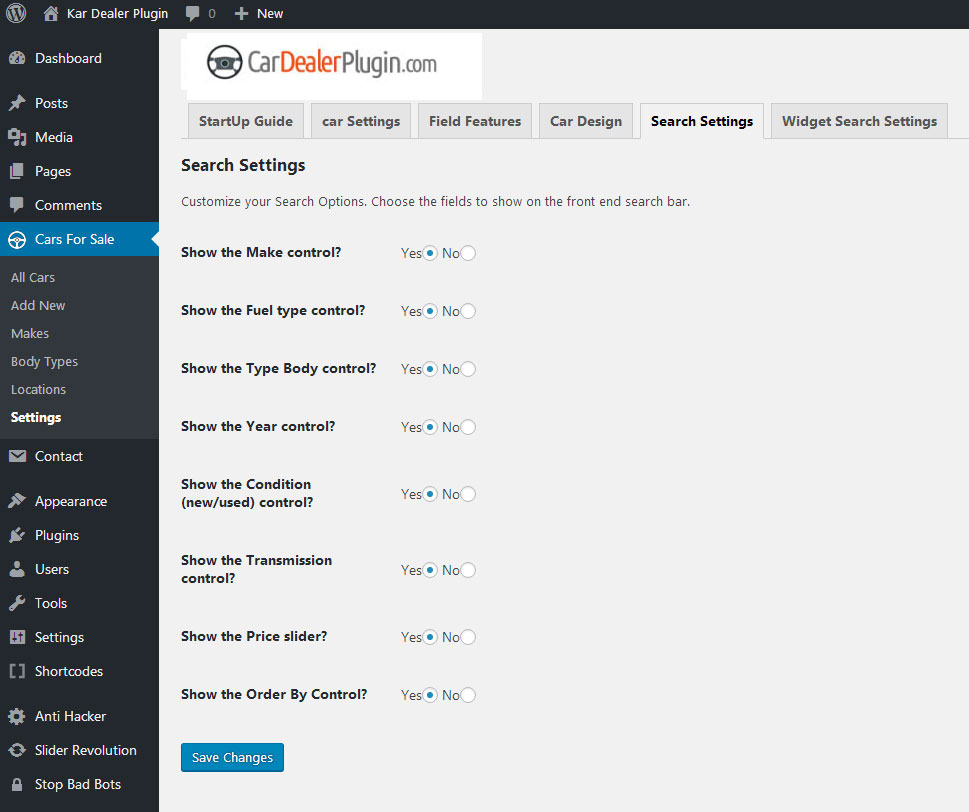 Kar Dealer Plugin 0 New
Dashboard
Posts
Media
Pages
Comments
Cars For Sale
All Cars
Add New
Makes
Body Types
Locations
Settings
Contact
Appearance
Plugins
Users
Tools
Settings
Shortcodes
Anti Hacker
Slider Revolution
Stop Bad Bots
CarDealerPlugin.com
StartUp Guide car Settings Field Features Car Design Search Settings Widget Search Settings
Search Settings
Customize your Search Options. Choose the fields to show on the front end search bar.
Show the Make control? Yes No
Show the Fuel type control? Yes No
Show the Type Body control? Yes No
Show the Year control? Yes No
Show the Condition
(new/used) control? Yes No
Show the Transmission
control? Yes No
Show the Price slider? Yes No
Show the Order By Control? Yes No
Save Changes